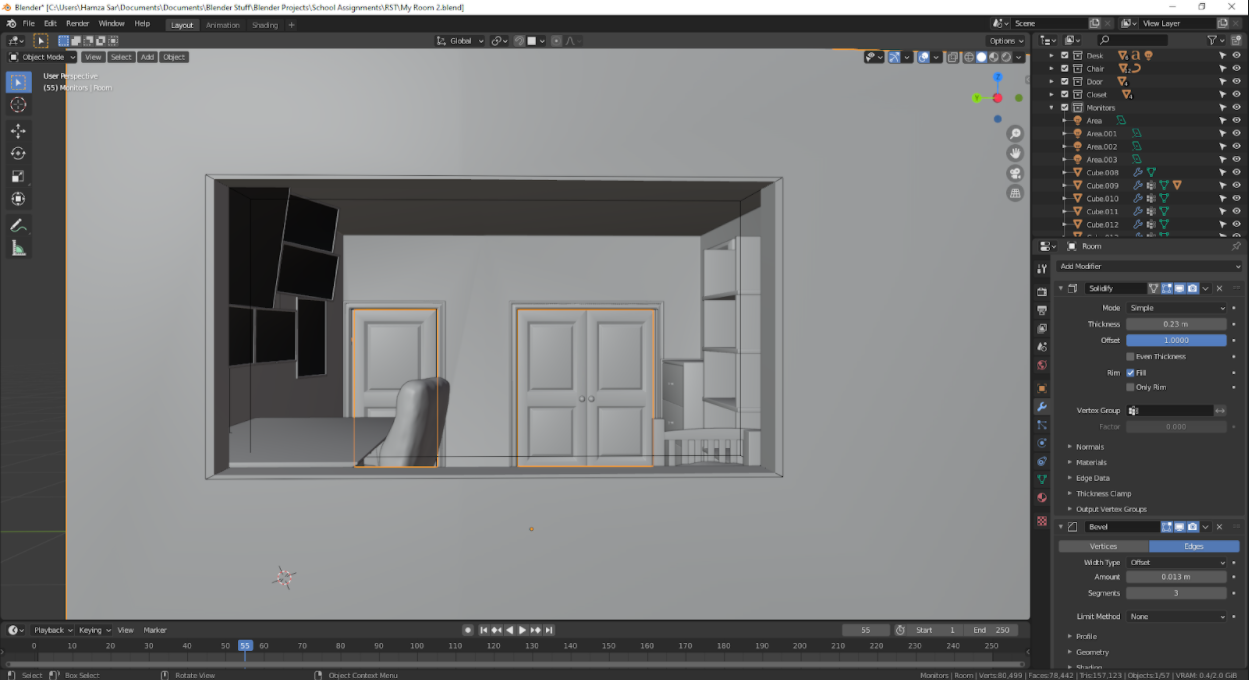 Blender* [C:\Users\Hamza Sar\Documents\Documents\Blender Stuff\Blender Projects\School Assignments\RST\My Room 2.blend]
File Edit Render Window Help Layout Animation Shading + Scene View Layer
Global Options
Object Mode View Select Add Object
User Perspective
(55) Monitors | Room
Desk
Chair
Door
Closet
Monitors
Area
Area.001
Area.002
Area.003
Cube.008
Cube.009
Cube.010
Cube.011
Cube.012
Room
Add Modifier
Solidify
Mode Simple
Thickness 0.23 m
Offset 1.0000
Even Thickness
Rim Fill
Only Rim
Vertex Group
Factor 0.000
Normals
Materials
Edge Data
Thickness Clamp
Output Vertex Groups
Bevel
Vertices Edges
Width Type Offset
Amount 0.013 m
Segments 3
Limit Method None
Profile
Geometry
Shading
Playback Keying View Marker 55 Start 1 End 250
0 10 20 30 40 50 55 60 70 80 90 100 110 120 130 140 150 160 170 180 190 200 210 220 230 240 250
Select Box Select Rotate View Object Context Menu Monitors | Room | Verts:80,499 | Faces:78,442 | Tris:157,123 | Objects:1/57 | VRAM: 0.4/2.0 GiB